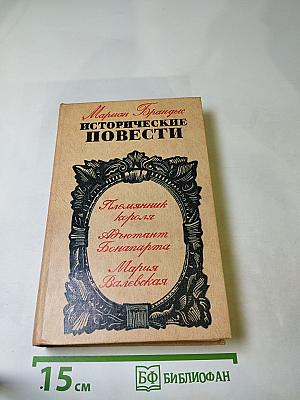 Мариан Брандыс
ИСТОРИЧЕСКИЕ
ПОВЕСТИ
Племянник
короля
Адъютант
Бонапарта
Мария
Валевская
15 см
БФ БИБЛИОФАН